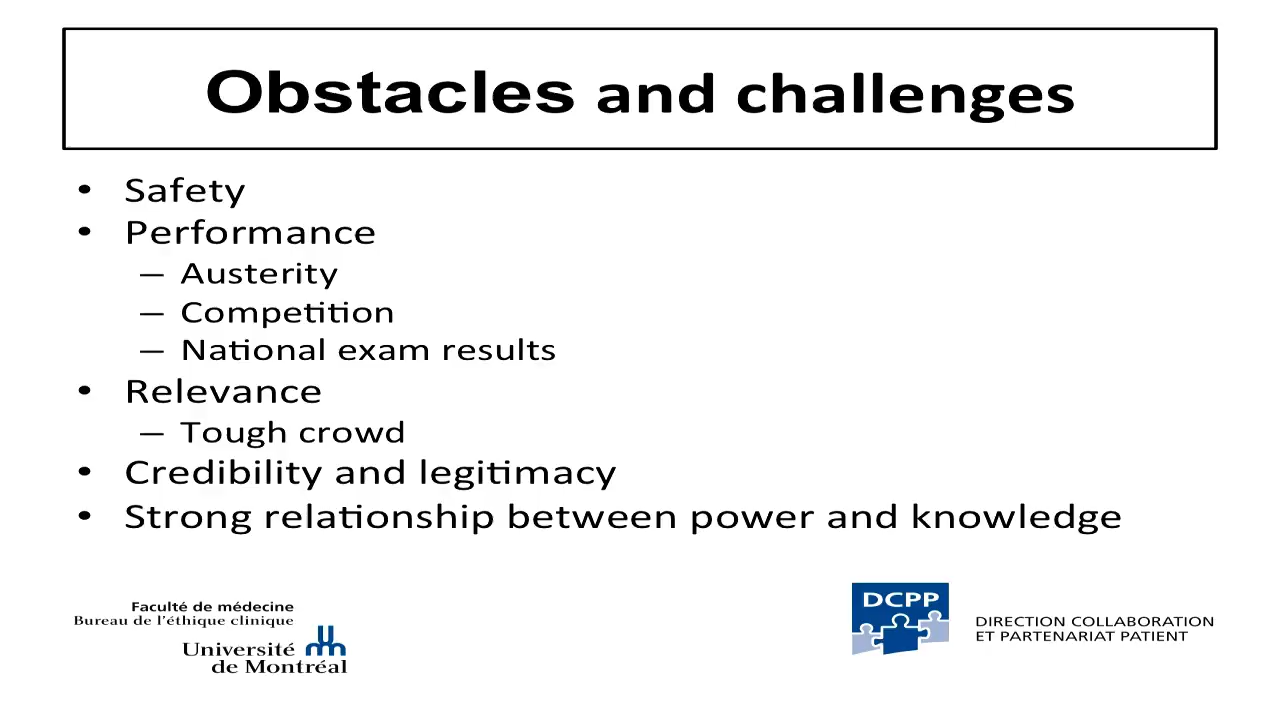 Obstacles and challenges
• Safety
• Performance
– Austerity
– Competition
– National exam results
• Relevance
– Tough crowd
• Credibility and legitimacy
• Strong relationship between power and knowledge
Faculté de médecine
Bureau de l'éthique clinique
Université
de Montréal
DCPP
DIRECTION COLLABORATION
ET PARTENARIAT PATIENT